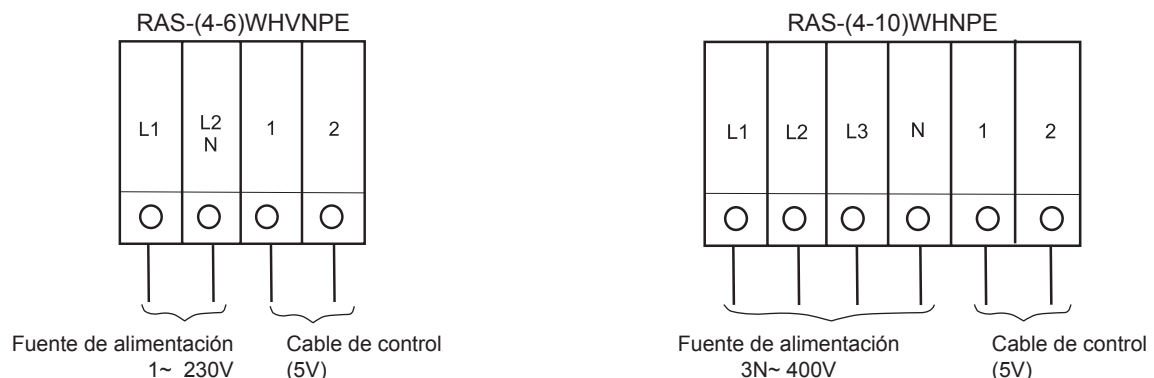 RAS-(4-6)WHVNPE
L1
L2
N
1
2
Fuente de alimentación
1~ 230V
Cable de control
(5V)
RAS-(4-10)WHNPE
L1
L2
L3
N
1
2
Fuente de alimentación
3N~ 400V
Cable de control
(5V)